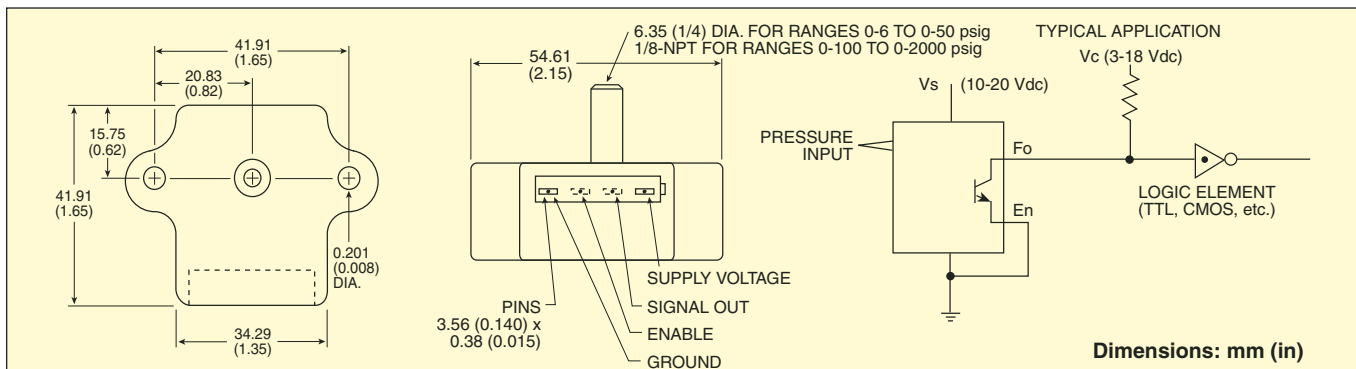 41.91
(1.65)
20.83
(0.82)
15.75
(0.62)
41.91
(1.65)
0.201
(0.008)
DIA.
34.29
(1.35)
6.35 (1/4) DIA. FOR RANGES 0-6 TO 0-50 psig
1/8-NPT FOR RANGES 0-100 TO 0-2000 psig
54.61
(2.15)
SUPPLY VOLTAGE
SIGNAL OUT
ENABLE
GROUND
PINS
3.56 (0.140) x
0.38 (0.015)
TYPICAL APPLICATION
Vc (3-18 Vdc)
Vs (10-20 Vdc)
PRESSURE
INPUT
Fo
En
LOGIC ELEMENT
(TTL, CMOS, etc.)
Dimensions: mm (in)